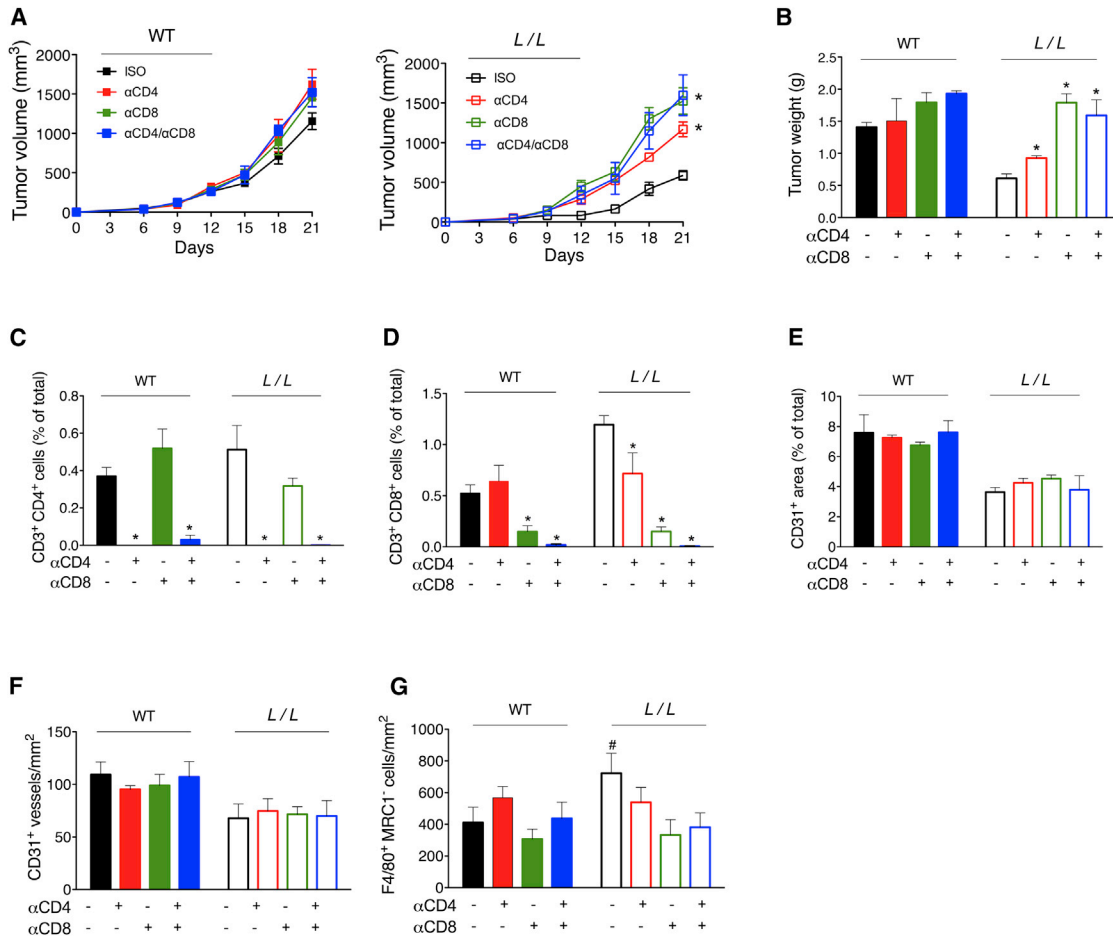 A
WT
Tumor volume (mm³)
2000
1500
1000
500
0
ISO
αCD4
αCD8
αCD4/αCD8
0 3 6 9 12 15 18 21
Days
L / L
Tumor volume (mm³)
2000
1500
1000
500
0
ISO
αCD4
αCD8
αCD4/αCD8
*
*
0 3 6 9 12 15 18 21
Days
B
WT L / L
Tumor weight (g)
2.5
2.0
1.5
1.0
0.5
0.0
* * *
αCD4 - + - + - + - +
αCD8 - - + + - - + +
C
WT L / L
CD3⁺ CD4⁺ cells (% of total)
0.8
0.6
0.4
0.2
0.0
* * * *
αCD4 - + - + - + - +
αCD8 - - + + - - + +
D
WT L / L
CD3⁺ CD8⁺ cells (% of total)
1.5
1.0
0.5
0.0
* * * * *
αCD4 - + - + - + - +
αCD8 - - + + - - + +
E
WT L / L
CD31⁺ area (% of total)
10
8
6
4
2
0
αCD4 - + - + - + - +
αCD8 - - + + - - + +
F
WT L / L
CD31⁺ vessels/mm²
150
100
50
0
αCD4 - + - + - + - +
αCD8 - - + + - - + +
G
WT L / L
F4/80⁺ MRC1⁻ cells/mm²
1000
800
600
400
200
0
#
αCD4 - + - + - + - +
αCD8 - - + + - - + +